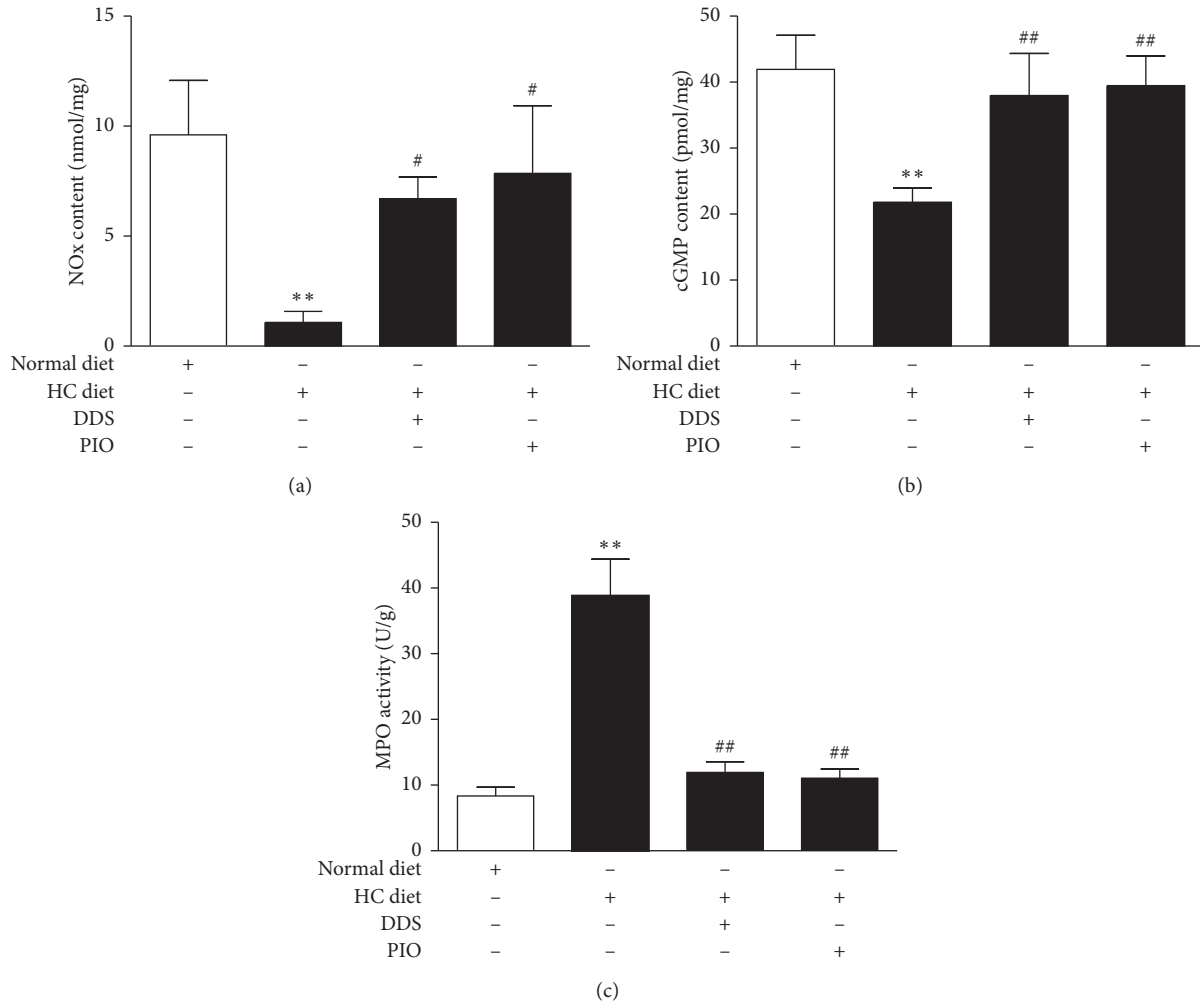 15
10
5
0
NOx content (nmol/mg)
**
#
#
Normal diet + – – –
HC diet – + + +
DDS – – + –
PIO – – – +
(a)
50
40
30
20
10
0
cGMP content (pmol/mg)
**
##
##
Normal diet + – – –
HC diet – + + +
DDS – – + –
PIO – – – +
(b)
50
40
30
20
10
0
MPO activity (U/g)
**
##
##
Normal diet + – – –
HC diet – + + +
DDS – – + –
PIO – – – +
(c)